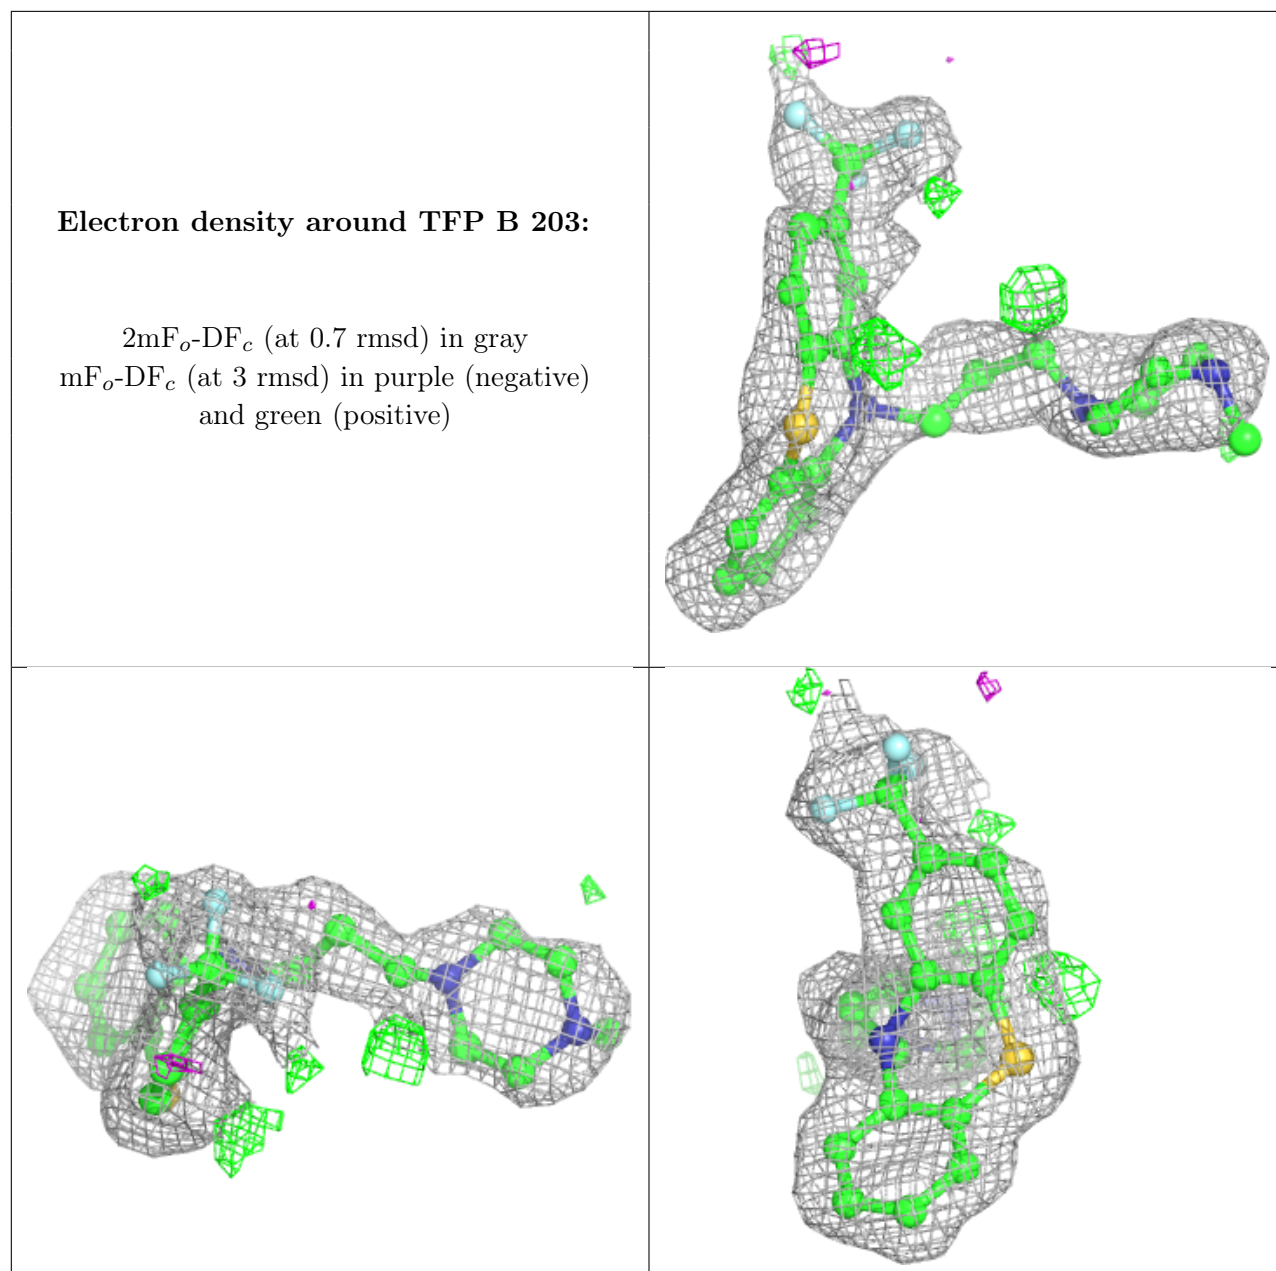 Electron density around TFP B 203:
2mFₒ-DF𝒸 (at 0.7 rmsd) in gray
mFₒ-DF𝒸 (at 3 rmsd) in purple (negative)
and green (positive)